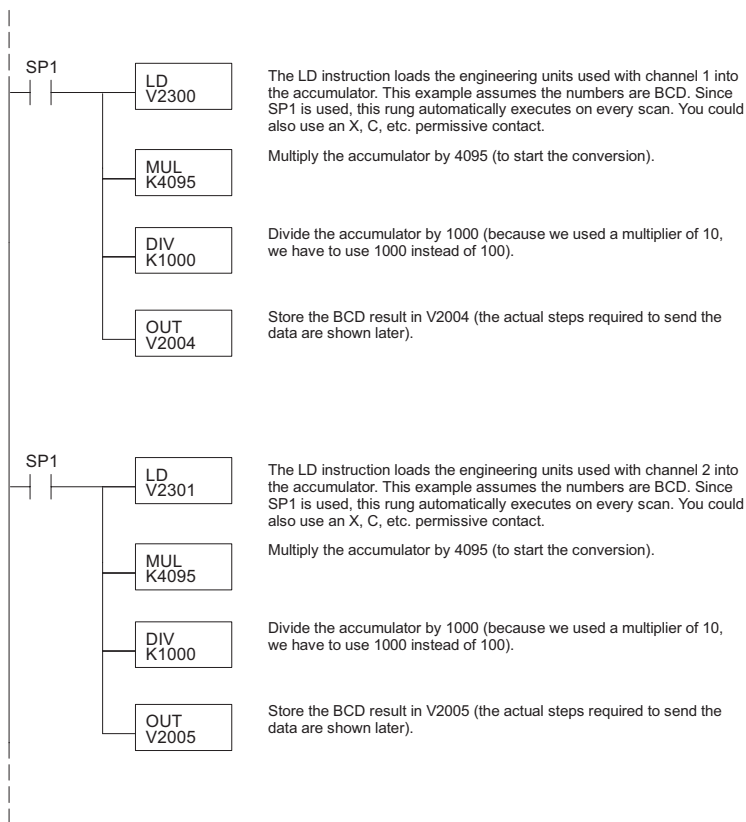 SP1
LD
V2300
The LD instruction loads the engineering units used with channel 1 into
the accumulator. This example assumes the numbers are BCD. Since
SP1 is used, this rung automatically executes on every scan. You could
also use an X, C, etc. permissive contact.
MUL
K4095
Multiply the accumulator by 4095 (to start the conversion).
DIV
K1000
Divide the accumulator by 1000 (because we used a multiplier of 10,
we have to use 1000 instead of 100).
OUT
V2004
Store the BCD result in V2004 (the actual steps required to send the
data are shown later).
SP1
LD
V2301
The LD instruction loads the engineering units used with channel 2 into
the accumulator. This example assumes the numbers are BCD. Since
SP1 is used, this rung automatically executes on every scan. You could
also use an X, C, etc. permissive contact.
MUL
K4095
Multiply the accumulator by 4095 (to start the conversion).
DIV
K1000
Divide the accumulator by 1000 (because we used a multiplier of 10,
we have to use 1000 instead of 100).
OUT
V2005
Store the BCD result in V2005 (the actual steps required to send the
data are shown later).